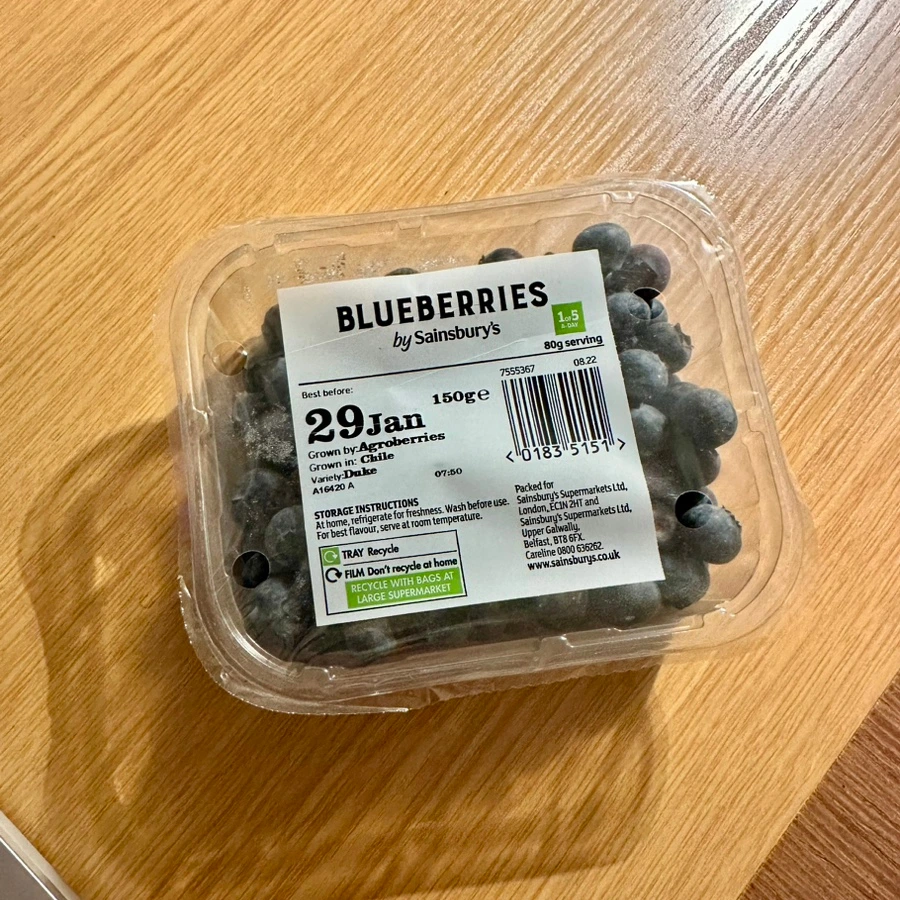 BLUEBERRIES
by Sainsbury's
1 OF 5
A-DAY
80g serving
7555367 08.22
Best before:
150g℮
29Jan
Grown by:Agroberries
Grown in: Chile
Variety:Duke 07:50
A16420 A
< 0183 5151 >
STORAGE INSTRUCTIONS
At home, refrigerate for freshness. Wash before use.
For best flavour, serve at room temperature.
TRAY Recycle
FILM Don't recycle at home
RECYCLE WITH BAGS AT
LARGE SUPERMARKET
Packed for
Sainsbury's Supermarkets Ltd,
London, EC1N 2HT and
Sainsbury's Supermarkets Ltd,
Upper Galwally,
Belfast, BT8 6FX.
Careline 0800 636262.
www.sainsburys.co.uk